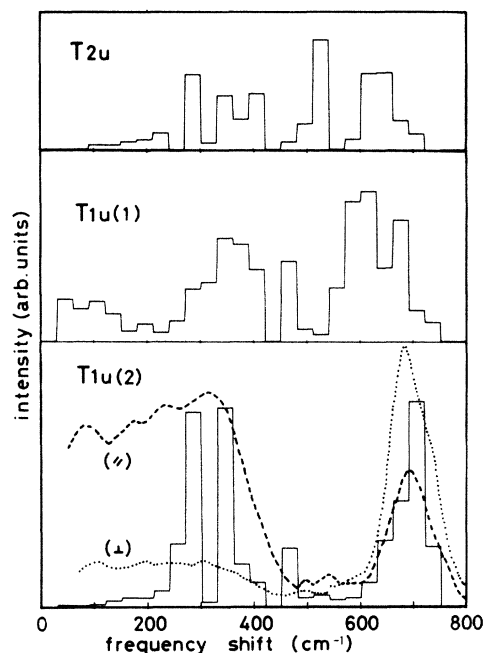 T2u
T1u(1)
T1u(2)
(∥)
(⊥)
intensity (arb. units)
0 200 400 600 800
frequency shift (cm⁻¹)